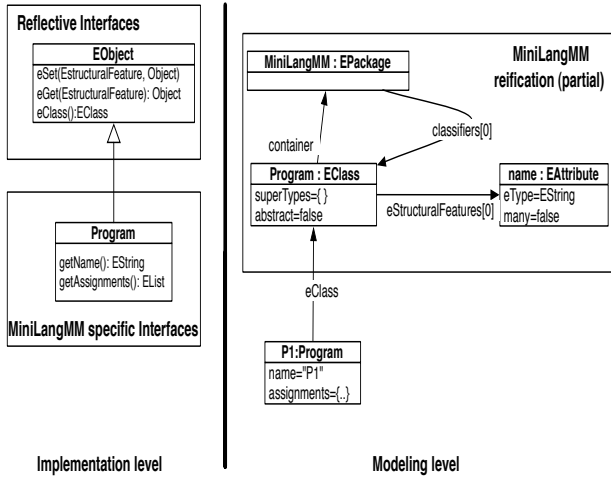 Reflective Interfaces
EObject
eSet(EstructuralFeature, Object)
eGet(EstructuralFeature): Object
eClass():EClass
Program
getName(): EString
getAssignments(): EList
MiniLangMM specific Interfaces
Implementation level
MiniLangMM
reification (partial)
MiniLangMM : EPackage
container
classifiers[0]
Program : EClass
superTypes={ }
abstract=false
eStructuralFeatures[0]
name : EAttribute
eType=EString
many=false
eClass
P1:Program
name="P1"
assignments={..}
Modeling level